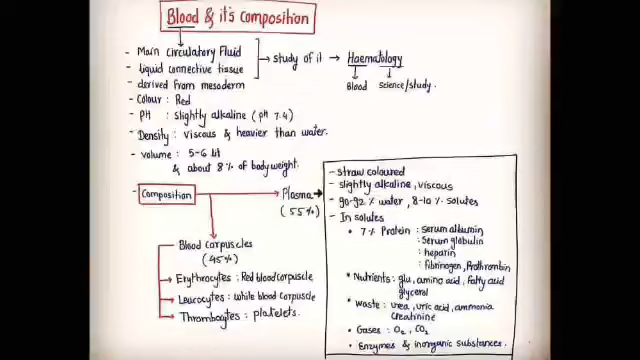 Blood & it's Composition
- Main Circulatory Fluid
- liquid connective tissue
→ study of it → Haematology
Blood science/study.
- derived from mesoderm
- Colour: Red
- PH : slightly alkaline (pH 7.4)
- Density: viscous & heavier than water.
- volume : 5-6 lit
& about 8% of body weight.
- Composition → Plasma →
(55%)
Blood corpuscles
(45%)
→ Erythrocytes : Red blood corpuscle
→ Leucocytes : white blood corpuscle
→ Thrombocytes : platelets.
- straw coloured
- slightly alkaline, viscous
- 90-92 % water, 8-10% solutes
- In solutes
• 7% Protein : serum albumin
: Serum globulin
: heparin
: fibrinogen, Prothrombin
• Nutrients : glu, amino acid, fatty acid
glycerol
• Waste : urea, uric acid, ammonia
Creatinine
• Gases : O2, CO2
• Enzymes & inorganic substances.